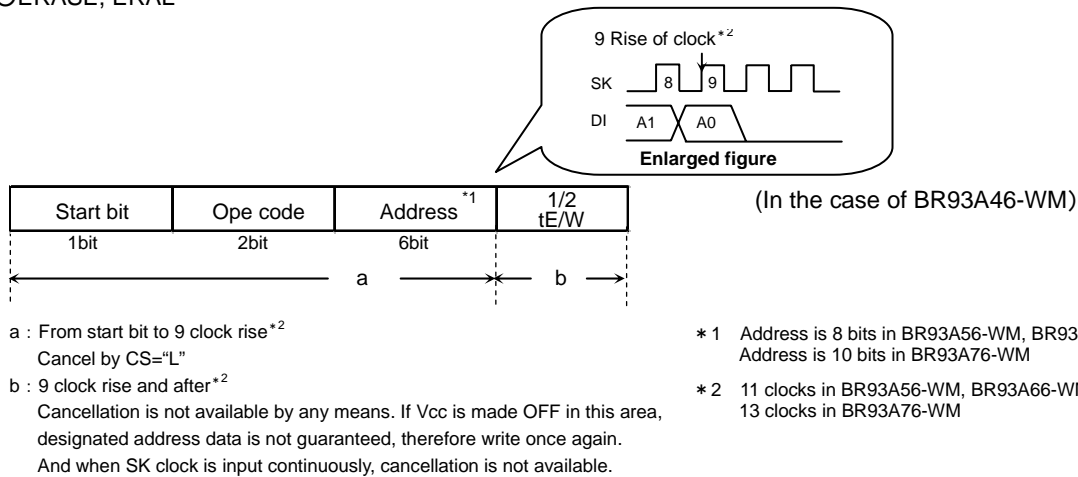 9 Rise of clock*2
SK 8 9
DI A1 A0
Enlarged figure
Start bit Ope code Address *1 1/2 tE/W
(In the case of BR93A46-WM)
1bit 2bit 6bit
a b
a : From start bit to 9 clock rise*2
Cancel by CS=“L”
b : 9 clock rise and after*2
Cancellation is not available by any means. If Vcc is made OFF in this area,
designated address data is not guaranteed, therefore write once again.
And when SK clock is input continuously, cancellation is not available.
*1 Address is 8 bits in BR93A56-WM, BR93
Address is 10 bits in BR93A76-WM
*2 11 clocks in BR93A56-WM, BR93A66-WM
13 clocks in BR93A76-WM